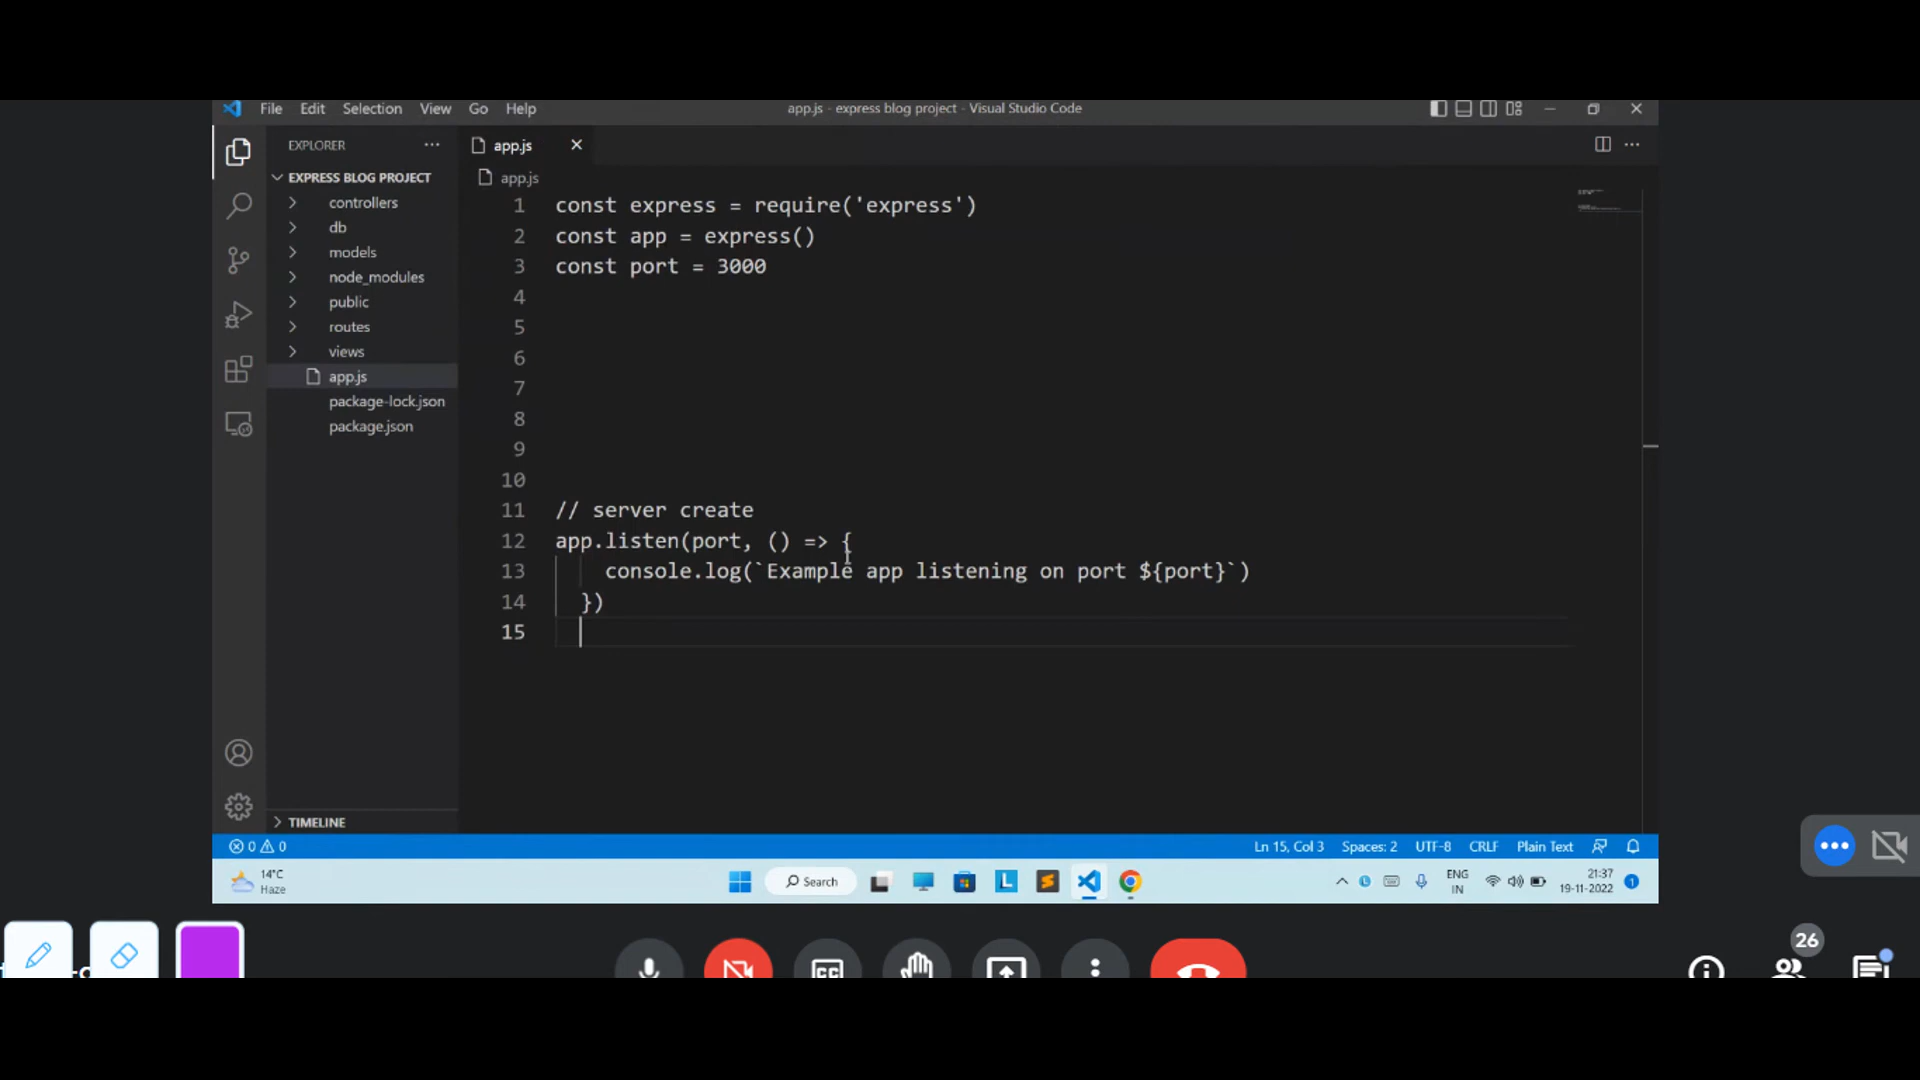 File Edit Selection View Go Help
app.js - express blog project - Visual Studio Code
EXPLORER
app.js
EXPRESS BLOG PROJECT
app.js
controllers
db
models
node_modules
public
routes
views
app.js
package-lock.json
package.json
TIMELINE
1 const express = require('express')
2 const app = express()
3 const port = 3000
4
5
6
7
8
9
10
11 // server create
12 app.listen(port, () => {
13 console.log(`Example app listening on port ${port}`)
14 })
15
0 0
Ln 15, Col 3 Spaces: 2 UTF-8 CRLF Plain Text
14°C
Haze
Search
L
S
ENG
IN
21:37
19-11-2022
1
CC
26